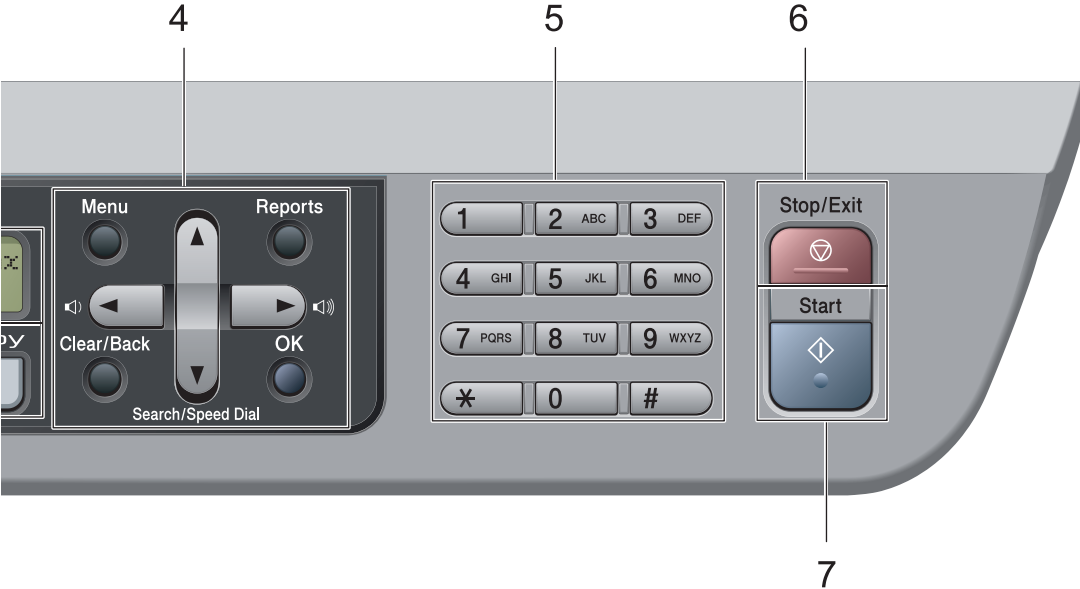 4 5 6
Menu Reports
Clear/Back OK
Search/Speed Dial
1 2 ABC 3 DEF
4 GHI 5 JKL 6 MNO
7 PQRS 8 TUV 9 WXYZ
* 0 #
Stop/Exit
Start
x
PY
7